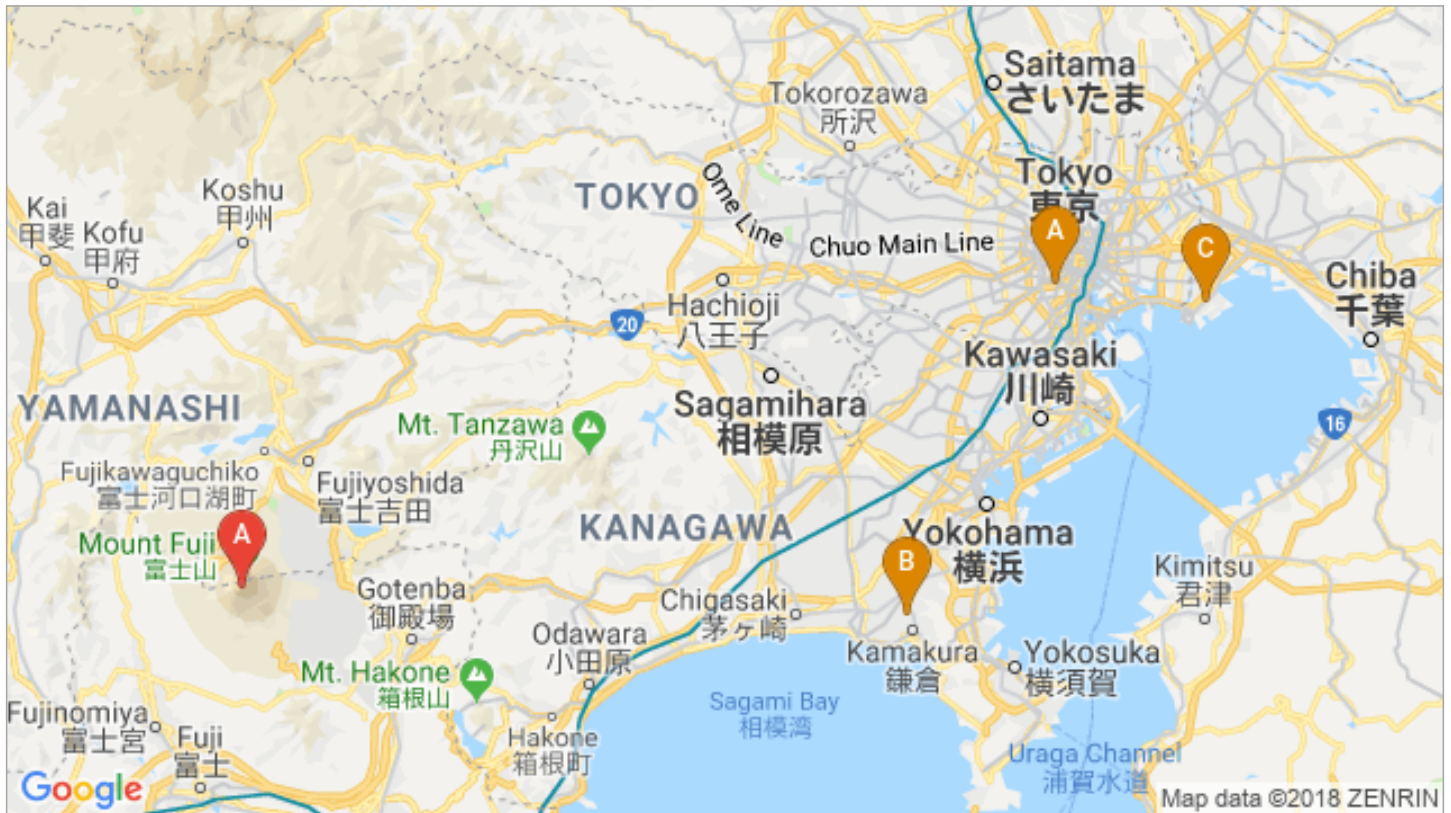 Saitama
さいたま
Tokorozawa
所沢
Tokyo
東京
TOKYO
Ome Line
Chuo Main Line
A
C
Koshu
甲州
Kai
甲斐
Kofu
甲府
Chiba
千葉
Hachioji
八王子
20
Kawasaki
川崎
Sagamihara
相模原
YAMANASHI
Mt. Tanzawa
丹沢山
16
Fujikawaguchiko
富士河口湖町
Fujiyoshida
富士吉田
KANAGAWA
Yokohama
横浜
A
Mount Fuji
富士山
B
Kimitsu
君津
Gotenba
御殿場
Chigasaki
茅ヶ崎
Odawara
小田原
Kamakura
鎌倉
Yokosuka
横須賀
Mt. Hakone
箱根山
Sagami Bay
相模湾
Fujinomiya
富士宮
Fuji
富士
Hakone
箱根町
Uraga Channel
浦賀水道
Google
Map data ©2018 ZENRIN